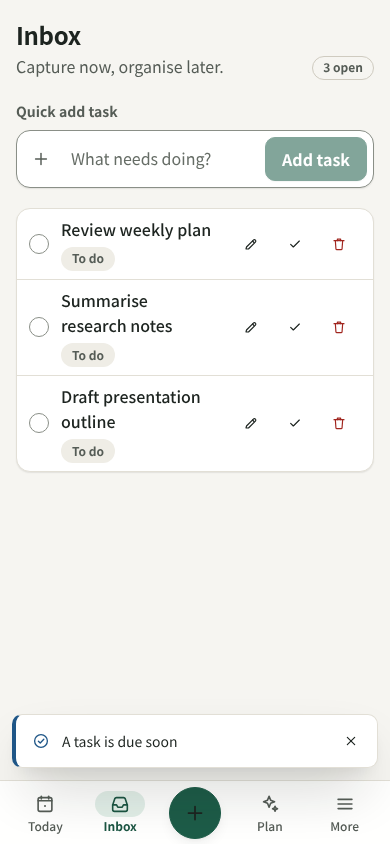 Inbox
Capture now, organise later.
3 open
Quick add task
What needs doing?
Add task
Review weekly plan
To do
Summarise
research notes
To do
Draft presentation
outline
To do
A task is due soon
Today
Inbox
Plan
More